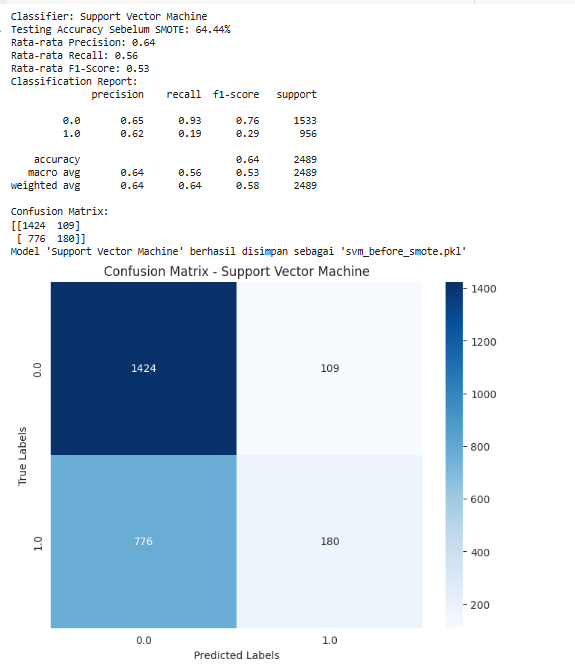 Classifier: Support Vector Machine
Testing Accuracy Sebelum SMOTE: 64.44%
Rata-rata Precision: 0.64
Rata-rata Recall: 0.56
Rata-rata F1-Score: 0.53
Classification Report:
precision recall f1-score support
0.0 0.65 0.93 0.76 1533
1.0 0.62 0.19 0.29 956
accuracy 0.64 2489
macro avg 0.64 0.56 0.53 2489
weighted avg 0.64 0.64 0.58 2489
Confusion Matrix:
[[1424 109]
[ 776 180]]
Model 'Support Vector Machine' berhasil disimpan sebagai 'svm_before_smote.pkl'
Confusion Matrix - Support Vector Machine
1424 109
776 180
0.0
1.0
True Labels
0.0 1.0
Predicted Labels
1400
1200
1000
800
600
400
200